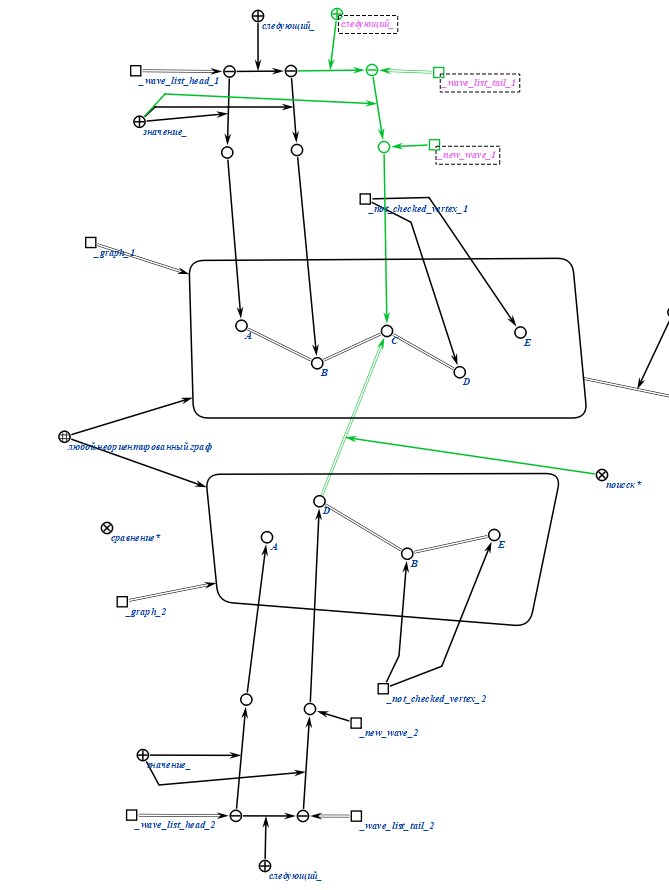 следующий_
следующий_
_wave_list_head_1
_wave_list_tail_1
значение_
_new_wave_1
_not_checked_vertex_1
_graph_1
A
B
C
D
E
любой неориентированный граф
поисск*
D
сравнение*
A
B
E
_graph_2
_not_checked_vertex_2
_new_wave_2
значение_
_wave_list_head_2
_wave_list_tail_2
следующий_